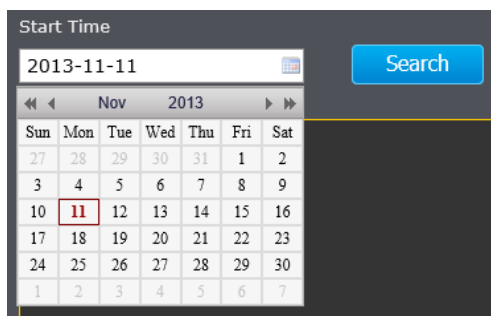 Start Time
2013-11-11 Search
Nov 2013
Sun Mon Tue Wed Thu Fri Sat
27 28 29 30 31 1 2
3 4 5 6 7 8 9
10 11 12 13 14 15 16
17 18 19 20 21 22 23
24 25 26 27 28 29 30
1 2 3 4 5 6 7